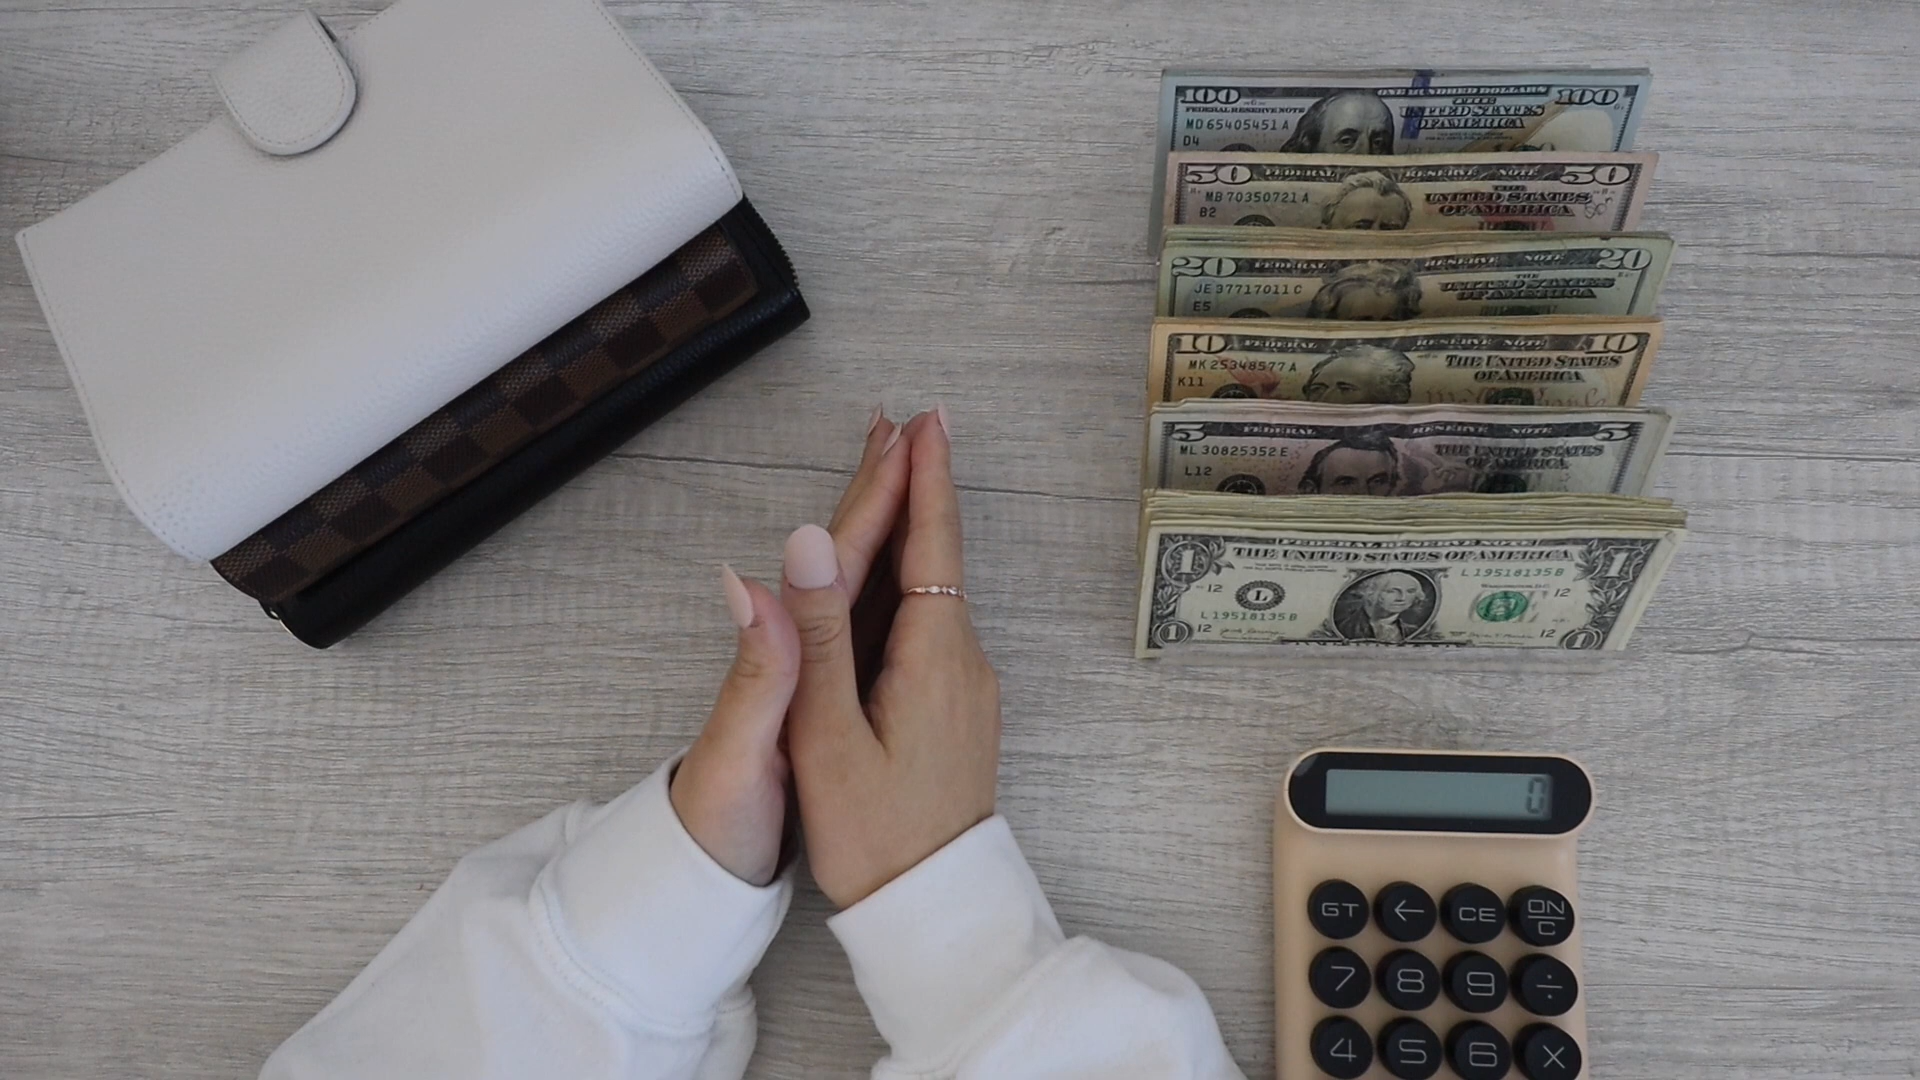 100 ONE HUNDRED DOLLARS 100
FEDERAL RESERVE NOTE THE
UNITED STATES
OF AMERICA
MD 65405451 A
D4
50 FEDERAL RESERVE NOTE 50
MB 70350721 A THE
UNITED STATES
OF AMERICA
B2
20 FEDERAL RESERVE NOTE 20
THE
UNITED STATES
OF AMERICA
JE 37717011 C
E5
10 FEDERAL RESERVE NOTE 10
THE UNITED STATES
OF AMERICA
MK 25348577 A
K11
5 FEDERAL RESERVE NOTE 5
THE UNITED STATES
OF AMERICA
ML 30825352 E
L12
FEDERAL RESERVE NOTE
1 THE UNITED STATES OF AMERICA 1
L 19518135 B
12 L 12
L 19518135 B
1 12 12 1
0
GT ← CE ON/C
7 8 9 ÷
4 5 6 X